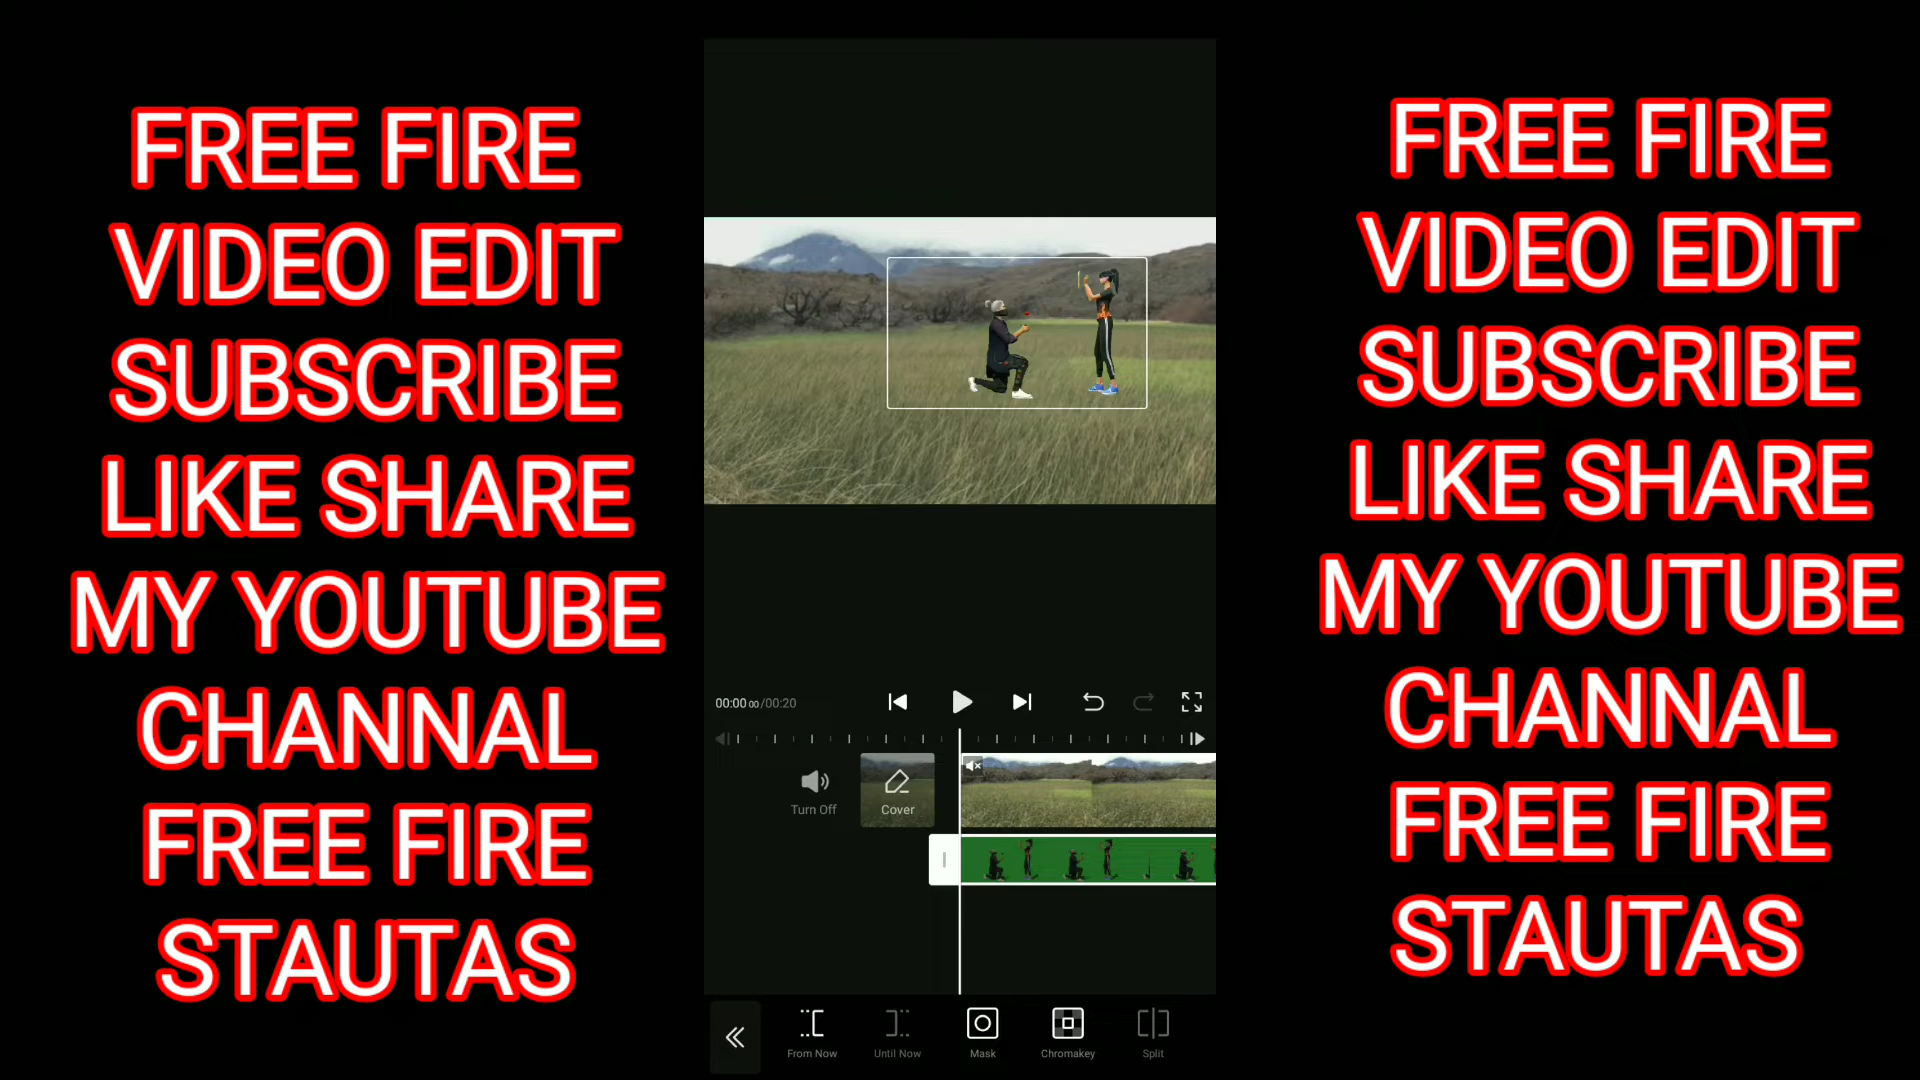 FREE FIRE
VIDEO EDIT
SUBSCRIBE
LIKE SHARE
MY YOUTUBE
CHANNAL
FREE FIRE
STAUTAS
00:00 00/00:20
Turn Off
Cover
From Now
Until Now
Mask
Chromakey
Split
FREE FIRE
VIDEO EDIT
SUBSCRIBE
LIKE SHARE
MY YOUTUBE
CHANNAL
FREE FIRE
STAUTAS